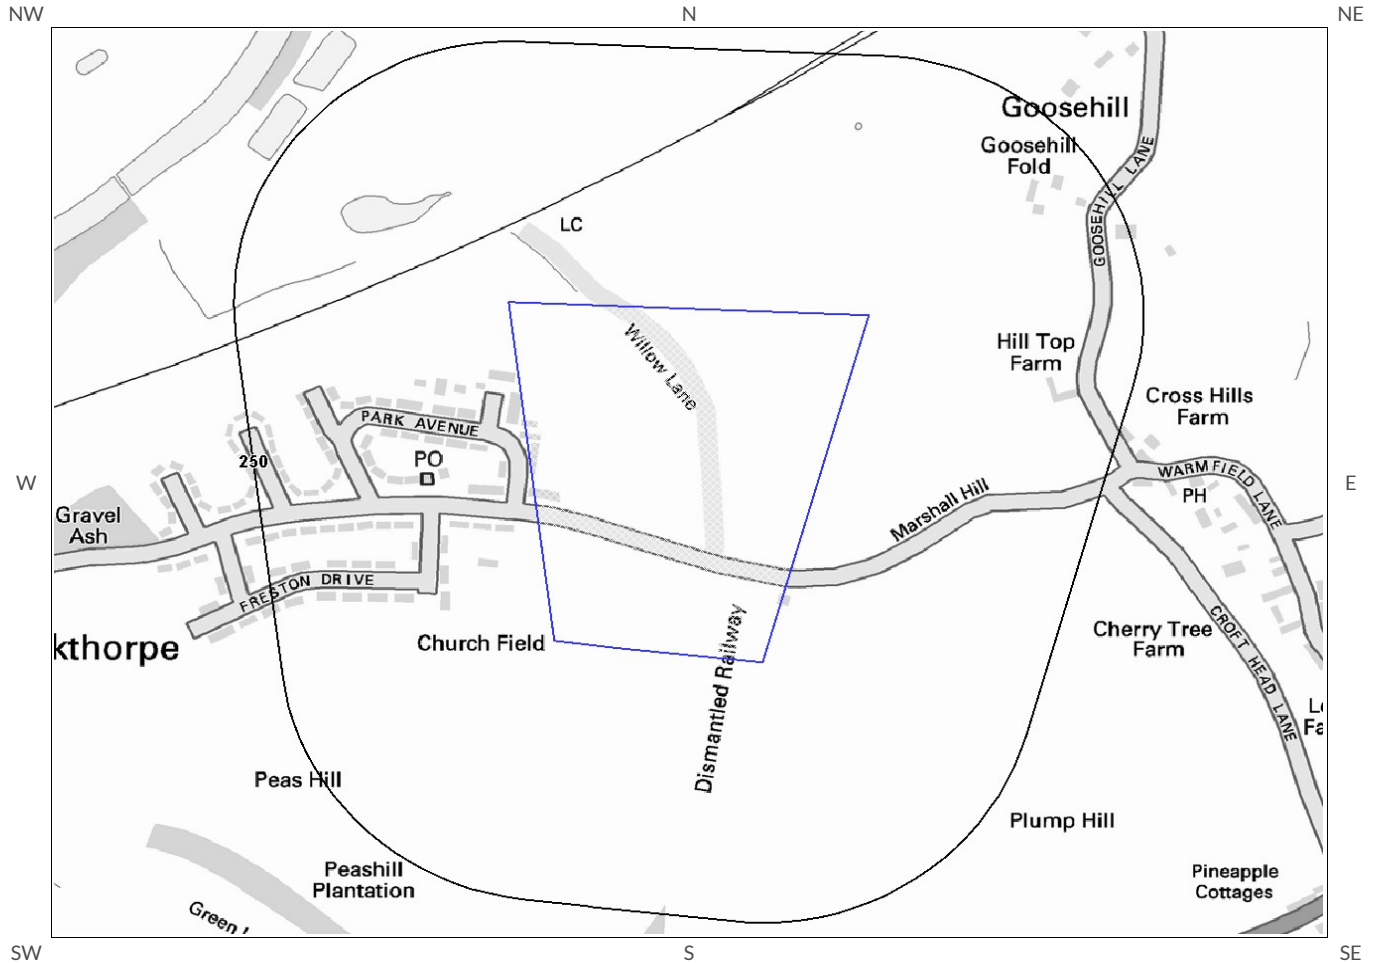 NW
N
NE
Goosehill
Goosehill
Fold
GOOSEHILL LANE
LC
Willow Lane
Hill Top
Farm
Cross Hills
Farm
PARK AVENUE
PO
250
W
E
WARMFIELD LANE
PH
Marshall Hill
Gravel
Ash
FRESTON DRIVE
kthorpe
Church Field
Dismantled Railway
Cherry Tree
Farm
CROFT HEAD LANE
Fa
Peas Hill
Plump Hill
Peashill
Plantation
Pineapple
Cottages
Green
SW
S
SE